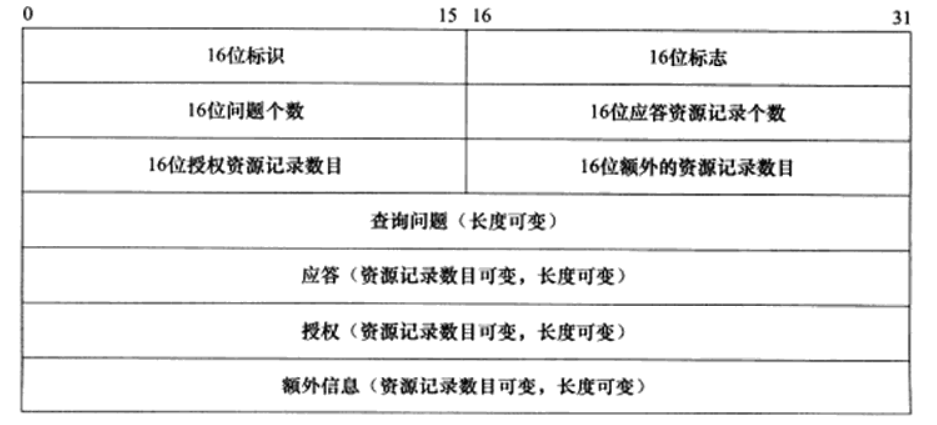 0 15 16 31
16位标识 16位标志
16位问题个数 16位应答资源记录个数
16位授权资源记录数目 16位额外的资源记录数目
查询问题（长度可变）
应答（资源记录数目可变，长度可变）
授权（资源记录数目可变，长度可变）
额外信息（资源记录数目可变，长度可变）